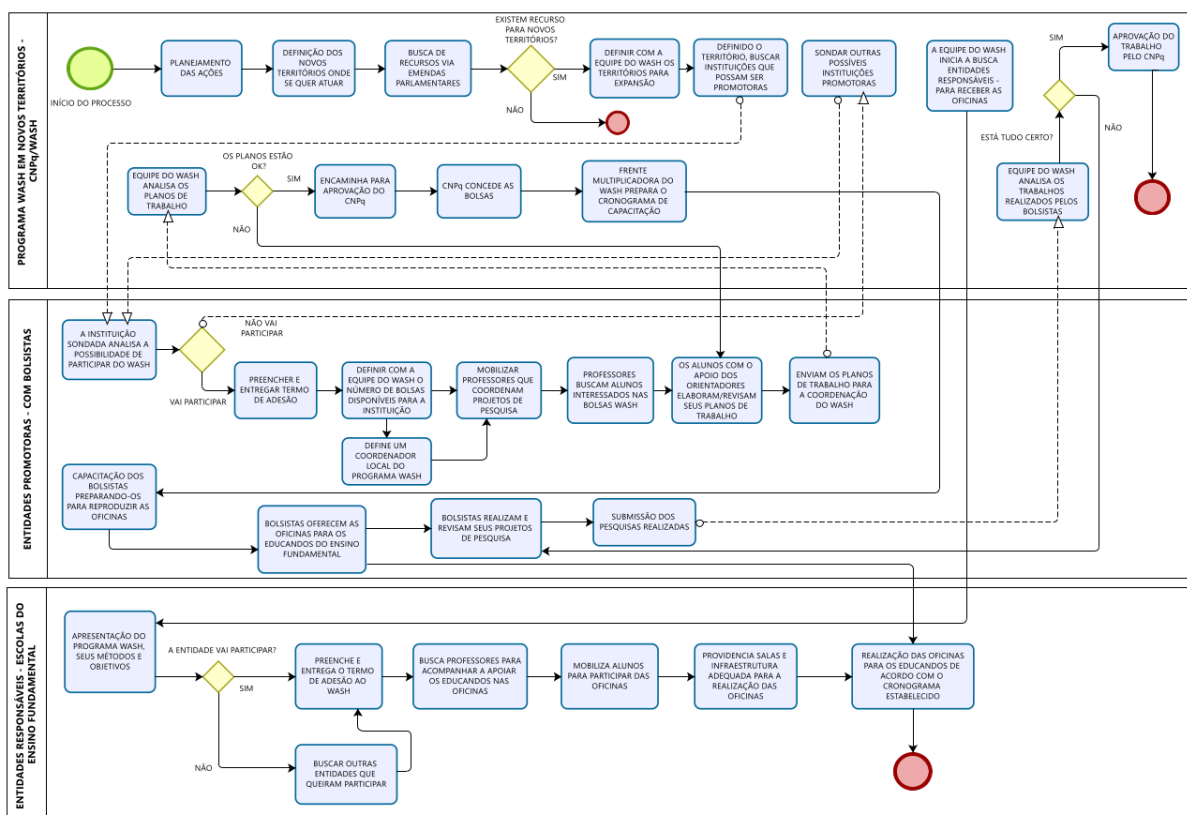 PROGRAMA WASH EM NOVOS TERRITÓRIOS -
CNPq/WASH
INÍCIO DO PROCESSO
PLANEJAMENTO
DAS AÇÕES
DEFINIÇÃO DOS
NOVOS
TERRITÓRIOS ONDE
SE QUER ATUAR
BUSCA DE
RECURSOS VIA
EMENDAS
PARLAMENTARES
EXISTEM RECURSO
PARA NOVOS
TERRITÓRIOS?
SIM
NÃO
DEFINIR COM A
EQUIPE DO WASH OS
TERRITÓRIOS PARA
EXPANSÃO
DEFINIDO O
TERRITÓRIO, BUSCAR
INSTITUIÇÕES QUE
POSSAM SER
PROMOTORAS
SONDAR OUTRAS
POSSÍVEIS
INSTITUIÇÕES
PROMOTORAS
A EQUIPE DO WASH
INICIA A BUSCA
ENTIDADES
RESPONSÁVEIS -
PARA RECEBER AS
OFICINAS
SIM
APROVAÇÃO DO
TRABALHO
PELO CNPq
NÃO
ESTÁ TUDO CERTO?
EQUIPE DO WASH
ANALISA OS
TRABALHOS
REALIZADOS PELOS
BOLSISTAS
EQUIPE DO WASH
ANALISA OS
PLANOS DE
TRABALHO
OS PLANOS ESTÃO
OK?
SIM
NÃO
ENCAMINHA PARA
APROVAÇÃO DO
CNPq
CNPq CONCEDE AS
BOLSAS
FRENTE
MULTIPLICADORA DO
WASH PREPARA O
CRONOGRAMA DE
CAPACITAÇÃO
ENTIDADES PROMOTORAS - COM BOLSISTAS
A INSTITUIÇÃO
SONDADA ANALISA A
POSSIBILIDADE DE
PARTICIPAR DO WASH
NÃO VAI
PARTICIPAR
VAI PARTICIPAR
PREENCHER E
ENTREGAR TERMO
DE ADESÃO
DEFINIR COM A
EQUIPE DO WASH O
NÚMERO DE BOLSAS
DISPONÍVEIS PARA A
INSTITUIÇÃO
MOBILIZAR
PROFESSORES QUE
COORDENAM
PROJETOS DE
PESQUISA
PROFESSORES
BUSCAM ALUNOS
INTERESSADOS NAS
BOLSAS WASH
OS ALUNOS COM O
APOIO DOS
ORIENTADORES
ELABORAM/REVISAM
SEUS PLANOS DE
TRABALHO
ENVIAM OS PLANOS
DE TRABALHO PARA
A COORDENAÇÃO
DO WASH
DEFINE UM
COORDENADOR
LOCAL DO
PROGRAMA WASH
CAPACITAÇÃO DOS
BOLSISTAS
PREPARANDO-OS
PARA REPRODUZIR AS
OFICINAS
BOLSISTAS OFERECEM AS
OFICINAS PARA OS
EDUCANDOS DO ENSINO
FUNDAMENTAL
BOLSISTAS REALIZAM E
REVISAM SEUS PROJETOS
DE PESQUISA
SUBMISSÃO DOS
PESQUISAS REALIZADAS
ENTIDADES RESPONSÁVEIS - ESCOLAS DO
ENSINO FUNDAMENTAL
APRESENTAÇÃO DO
PROGRAMA WASH,
SEUS MÉTODOS E
OBJETIVOS
A ENTIDADE VAI PARTICIPAR?
SIM
NÃO
PREENCHE E
ENTREGA O TERMO
DE ADESÃO AO
WASH
BUSCA PROFESSORES PARA
ACOMPANHAR A APOIAR
OS EDUCANDOS NAS
OFICINAS
MOBILIZA ALUNOS
PARA PARTICIPAR DAS
OFICINAS
PROVIDENCIA SALAS E
INFRAESTRUTURA
ADEQUADA PARA A
REALIZAÇÃO DAS
OFICINAS
REALIZAÇÃO DAS OFICINAS
PARA OS EDUCANDOS DE
ACORDO COM O
CRONOGRAMA
ESTABELECIDO
BUSCAR OUTRAS
ENTIDADES QUE
QUEIRAM PARTICIPAR